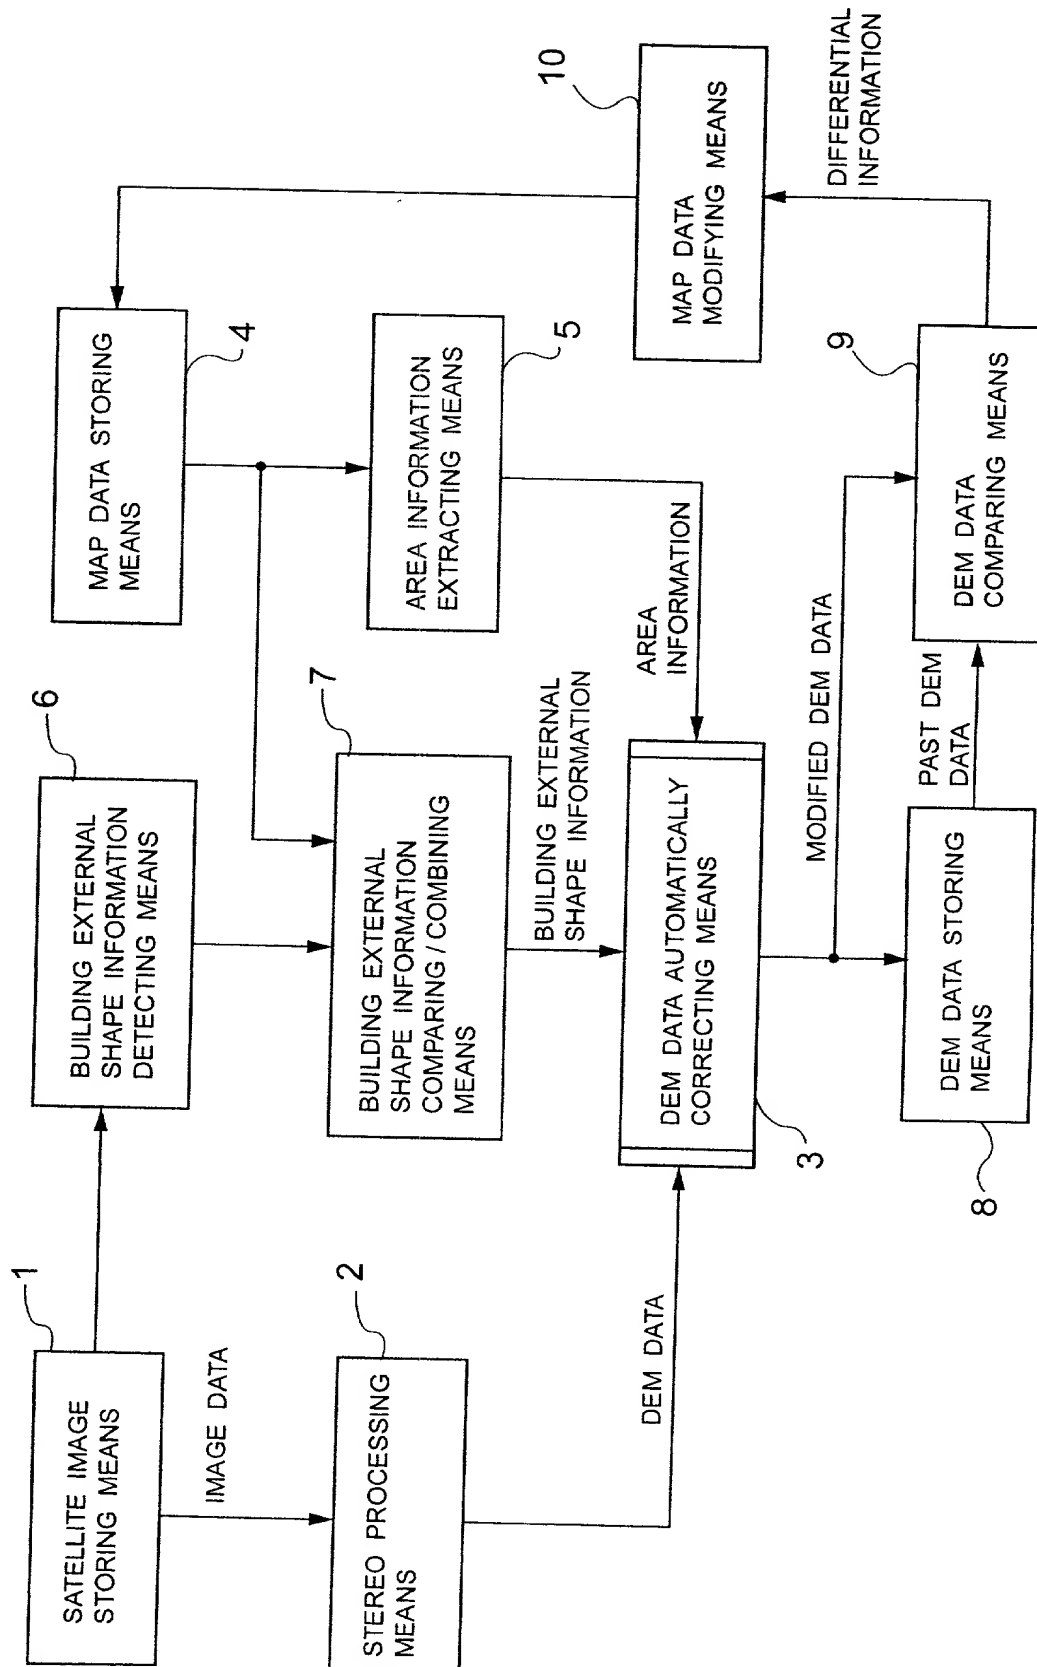 1
SATELLITE IMAGE
STORING MEANS
IMAGE DATA
2
STEREO PROCESSING
MEANS
DEM DATA
6
BUILDING EXTERNAL
SHAPE INFORMATION
DETECTING MEANS
7
BUILDING EXTERNAL
SHAPE INFORMATION
COMPARING / COMBINING
MEANS
BUILDING EXTERNAL
SHAPE INFORMATION
DEM DATA AUTOMATICALLY
CORRECTING MEANS
3
MAP DATA STORING
MEANS
4
AREA INFORMATION
EXTRACTING MEANS
5
AREA
INFORMATION
MODIFIED DEM DATA
DEM DATA STORING
MEANS
8
PAST DEM
DATA
9
DEM DATA
COMPARING MEANS
DIFFERENTIAL
INFORMATION
10
MAP DATA
MODIFYING MEANS